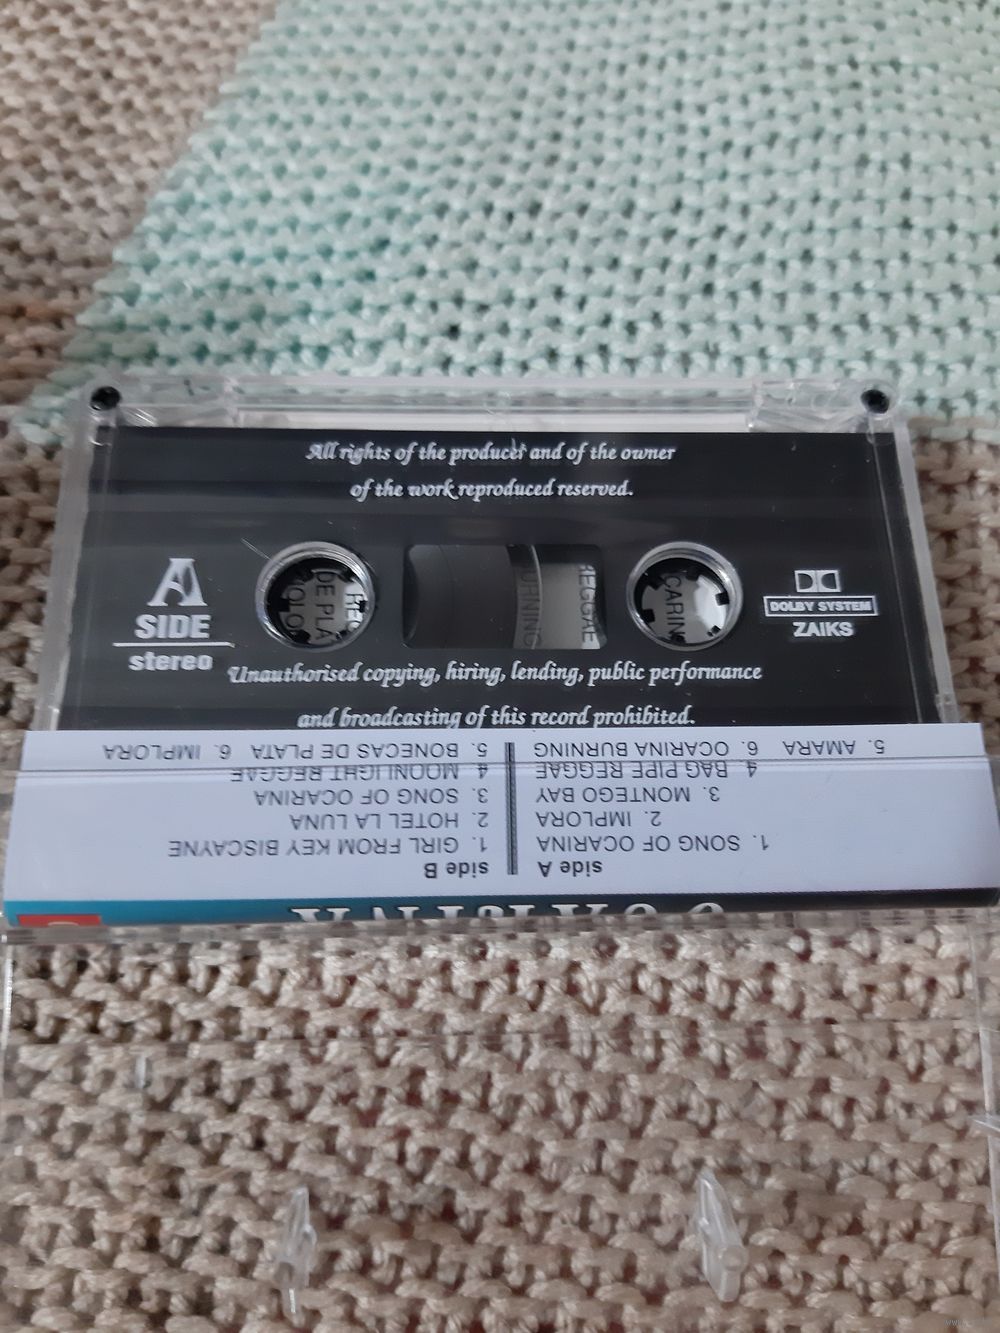 All rights of the producer and of the owner
of the work reproduced reserved.
A
SIDE
stereo
DE PLA
REGGAE
DOLBY SYSTEM
ZAIKS
Unauthorised copying, hiring, lending, public performance
and broadcasting of this record prohibited.
side A
1. SONG OF OCARINA
2. IMPLORA
3. MONTEGO BAY
4. BAG PIPE REGGAE
5. AMARA 6. OCARINA BURNING
side B
1. GIRL FROM KEY BISCAYNE
2. HOTEL LA LUNA
3. SONG OF OCARINA
4. MOONLIGHT REGGAE
5. BONECAS DE PLATA 6. IMPLORA